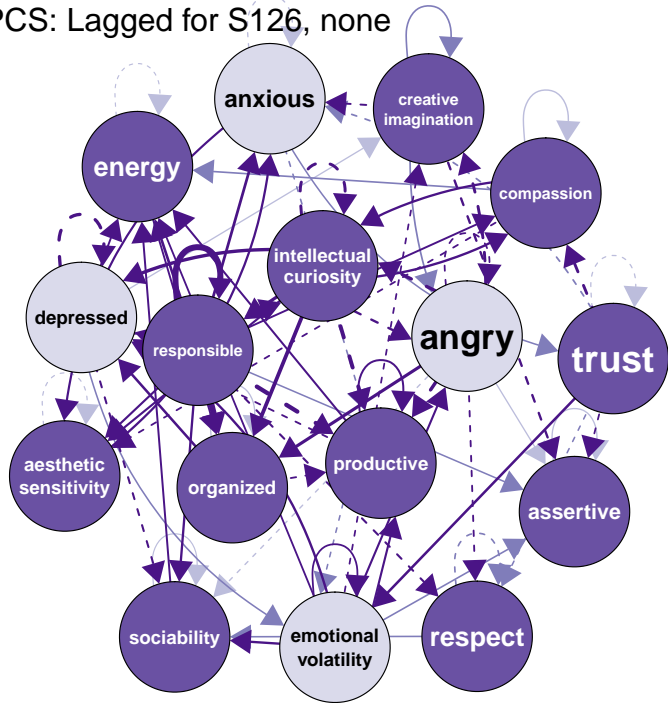 PCS: Lagged for S126, none
anxious
creative
imagination
energy
compassion
intellectual
curiosity
depressed
responsible
angry
trust
aesthetic
sensitivity
organized
productive
assertive
sociability
emotional
volatility
respect